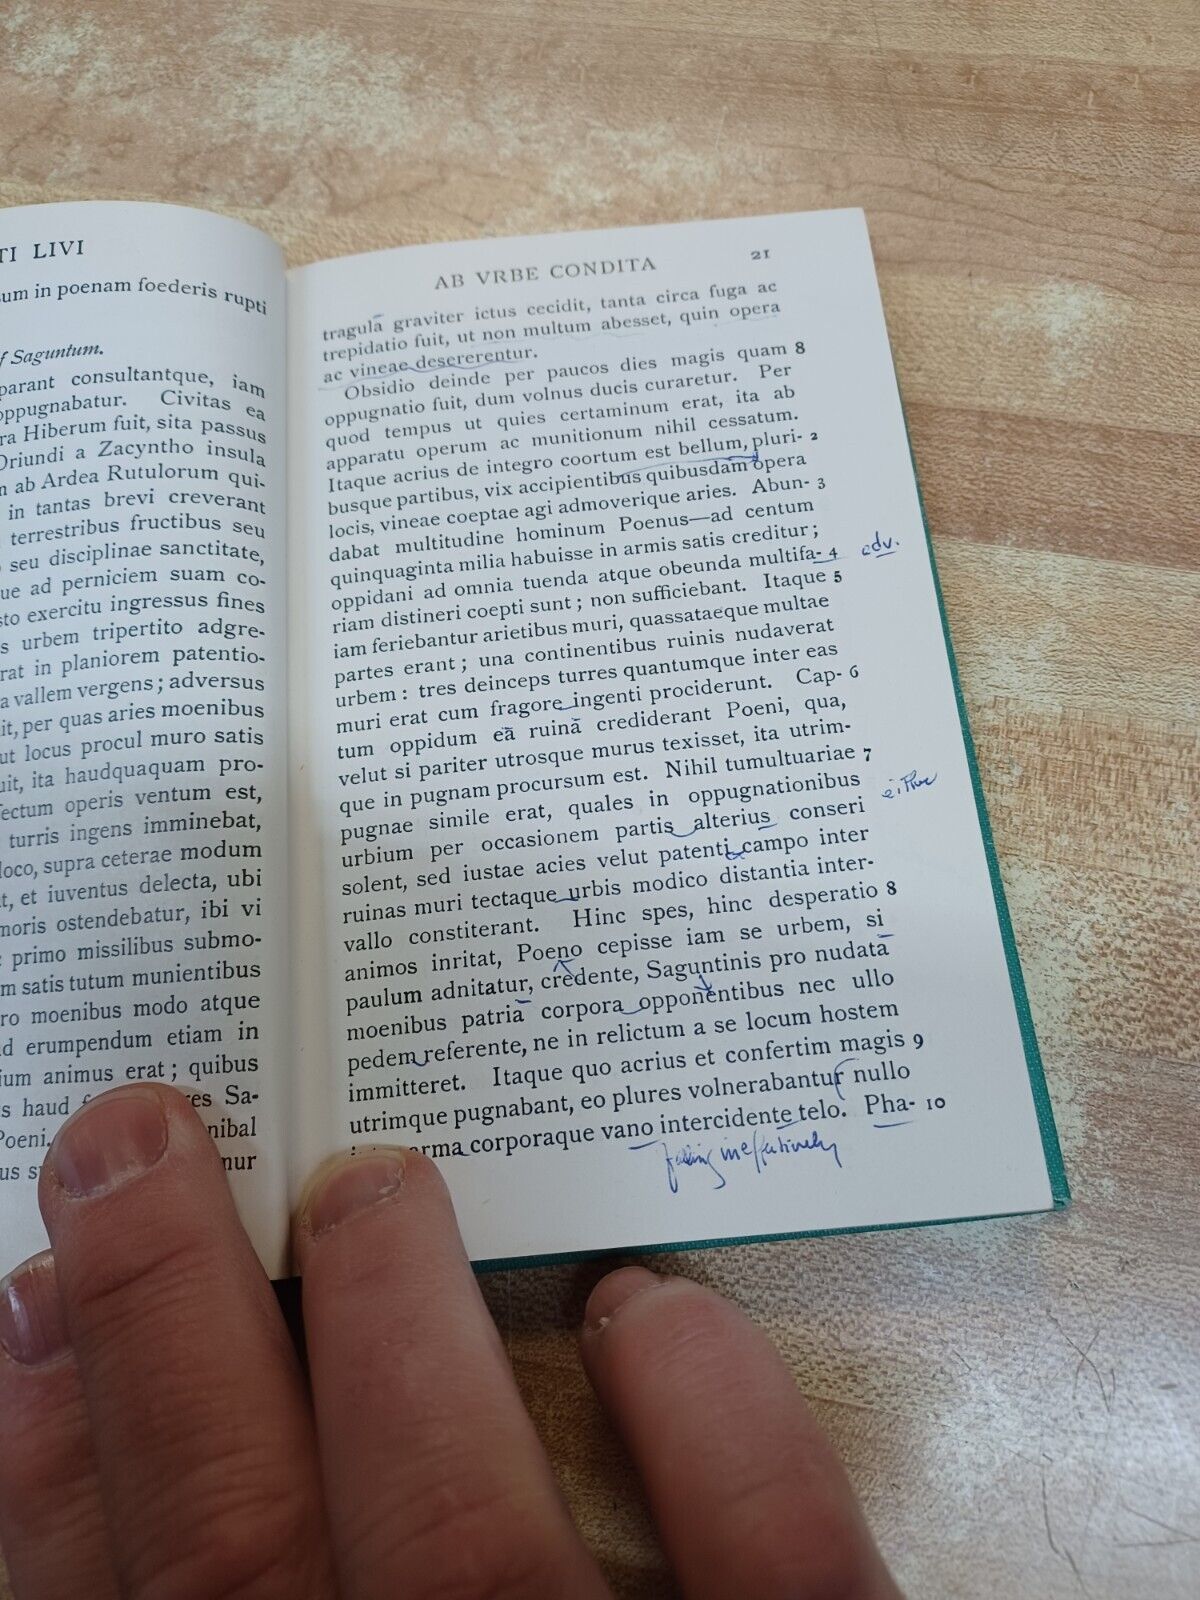 TI LIVI
um in poenam foederis rupti
f Saguntum.
parant consultantque, iam
oppugnabatur. Civitas ea
ra Hiberum fuit, sita passus
Oriundi a Zacyntho insula
m ab Ardea Rutulorum qui-
in tantas brevi creverant
terrestribus fructibus seu
seu disciplinae sanctitate,
ue ad perniciem suam co-
sto exercitu ingressus fines
s urbem tripertito adgre-
rat in planiorem patentio-
a vallem vergens; adversus
it, per quas aries moenibus
ut locus procul muro satis
uit, ita haudquaquam pro-
fectum operis ventum est,
turris ingens imminebat,
loco, supra ceterae modum
t, et iuventus delecta, ubi
moris ostendebatur, ibi vi
primo missilibus submo-
m satis tutum munientibus
ro moenibus modo atque
d erumpendum etiam in
ium animus erat; quibus
s haud res Sa-
Poeni. nibal
us mur
AB VRBE CONDITA 21
tragula graviter ictus cecidit, tanta circa fuga ac
trepidatio fuit, ut non multum abesset, quin opera
ac vineae desererentur.
Obsidio deinde per paucos dies magis quam 8
oppugnatio fuit, dum volnus ducis curaretur. Per
quod tempus ut quies certaminum erat, ita ab
apparatu operum ac munitionum nihil cessatum.
Itaque acrius de integro coortum est bellum, pluri- 2
busque partibus, vix accipientibus quibusdam opera
locis, vineae coeptae agi admoverique aries. Abun- 3
dabat multitudine hominum Poenus—ad centum
quinquaginta milia habuisse in armis satis creditur;
oppidani ad omnia tuenda atque obeunda multifa- 4 adv.
riam distineri coepti sunt; non sufficiebant. Itaque 5
iam feriebantur arietibus muri, quassataeque multae
partes erant; una continentibus ruinis nudaverat
urbem: tres deinceps turres quantumque inter eas
muri erat cum fragore ingenti prociderunt. Cap- 6
tum oppidum eā ruinā crediderant Poeni, qua,
velut si pariter utrosque murus texisset, ita utrim-
que in pugnam procursum est. Nihil tumultuariae 7
pugnae simile erat, quales in oppugnationibus
urbium per occasionem partis alterius conseri
solent, sed iustae acies velut patenti campo inter
ruinas muri tectaque urbis modico distantia inter-
vallo constiterant. Hinc spes, hinc desperatio 8
animos inritat, Poeno cepisse iam se urbem, si
paulum adnitatur, credente, Saguntinis pro nudatā
moenibus patriā corpora opponentibus nec ullo
pedem referente, ne in relictum a se locum hostem
immitteret. Itaque quo acrius et confertim magis 9
utrimque pugnabant, eo plures volnerabantur nullo
arma corporaque vano intercidente telo. Pha- 10
falling ineffectively